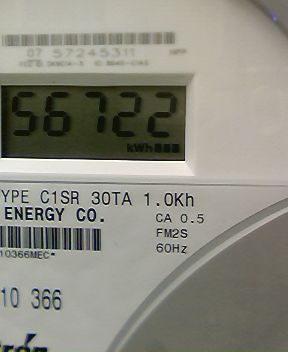 07 57245311
56722
kWh
YPE C1SR 30TA 1.0Kh
ENERGY CO.
CA 0.5
FM2S
60Hz
10366MEC*
10 366
trón